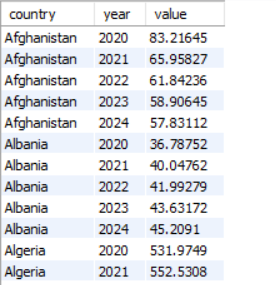 country year value
Afghanistan 2020 83.21645
Afghanistan 2021 65.95827
Afghanistan 2022 61.84236
Afghanistan 2023 58.90645
Afghanistan 2024 57.83112
Albania 2020 36.78752
Albania 2021 40.04752
Albania 2022 41.99279
Albania 2023 43.63172
Albania 2024 45.2091
Algeria 2020 531.9749
Algeria 2021 552.5308